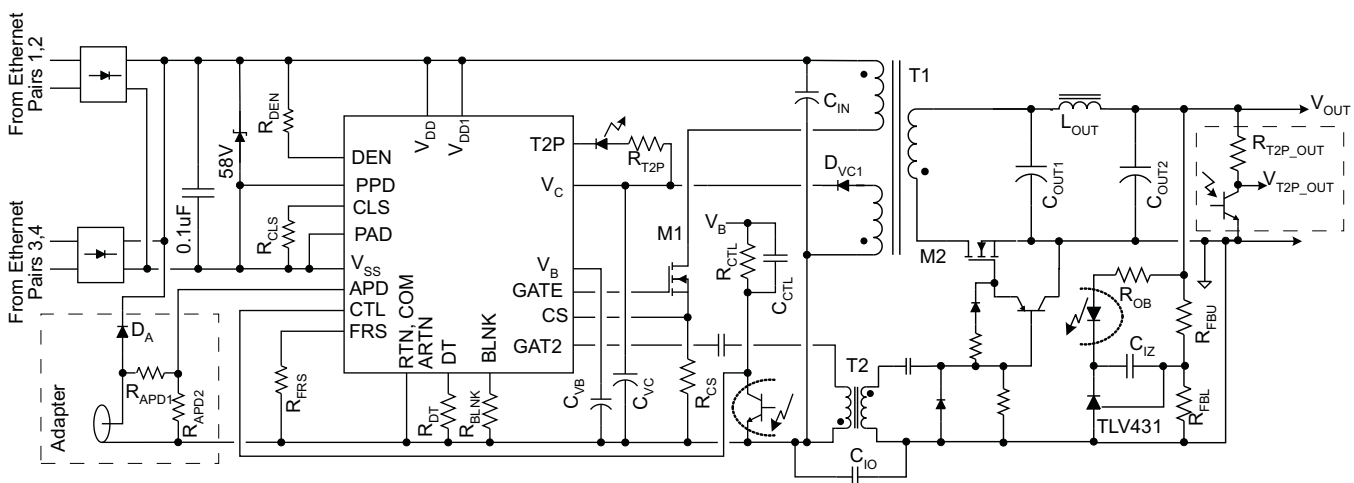 From Ethernet
Pairs 1,2
From Ethernet
Pairs 3,4
0.1uF
58V
R_DEN
R_CLS
DEN
PPD
CLS
PAD
V_SS
APD
CTL
FRS
V_DD
V_DD1
T2P
V_C
V_B
GATE
CS
GAT2
RTN, COM
ARTN
DT
BLNK
R_T2P
D_VC1
C_IN
T1
M1
V_B
R_CTL
C_CTL
R_CS
C_VB
C_VC
R_FRS
R_DT
R_BLNK
Adapter
D_A
R_APD1
R_APD2
T2
C_IO
M2
L_OUT
C_OUT1
C_OUT2
V_OUT
R_T2P_OUT
V_T2P_OUT
R_OB
R_FBU
C_IZ
R_FBL
TLV431